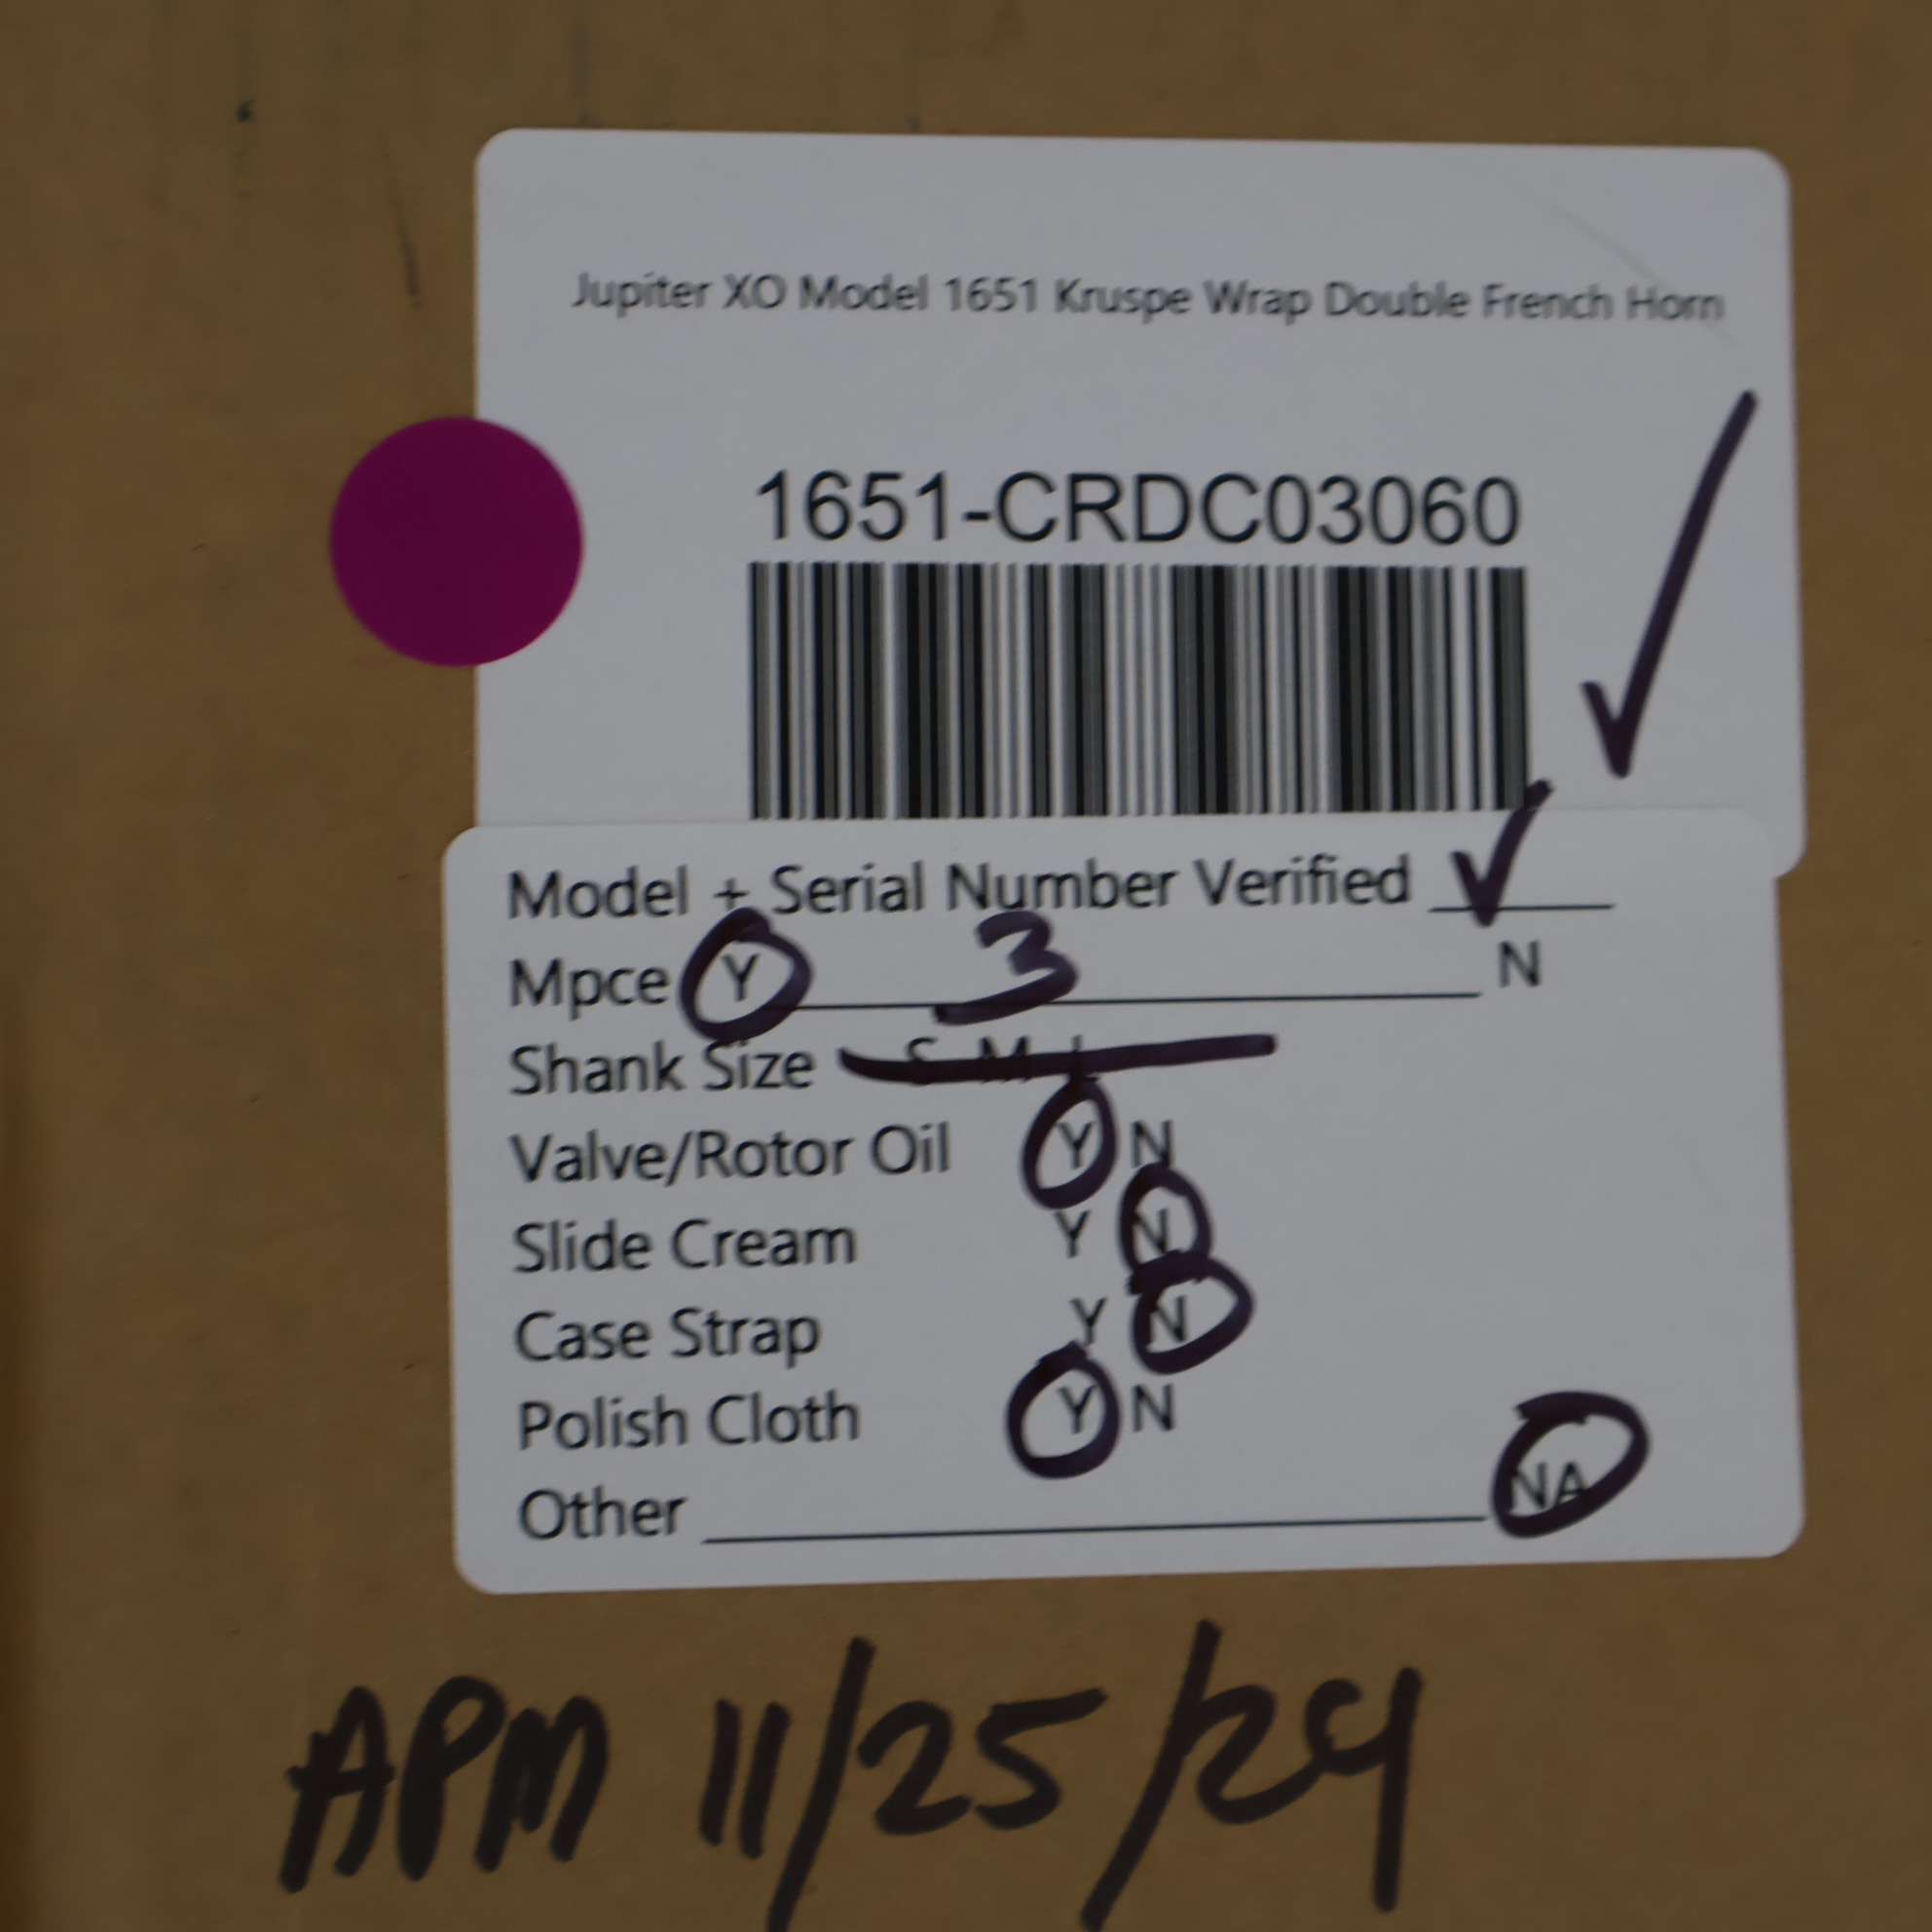 Jupiter XO Model 1651 Kruspe Wrap Double French Horn
1651-CRDC03060
Model + Serial Number Verified ✓
Mpce Y 3 N
Shank Size S M L
Valve/Rotor Oil Y N
Slide Cream Y N
Case Strap Y N
Polish Cloth Y N
Other NA
APM 11/25/24